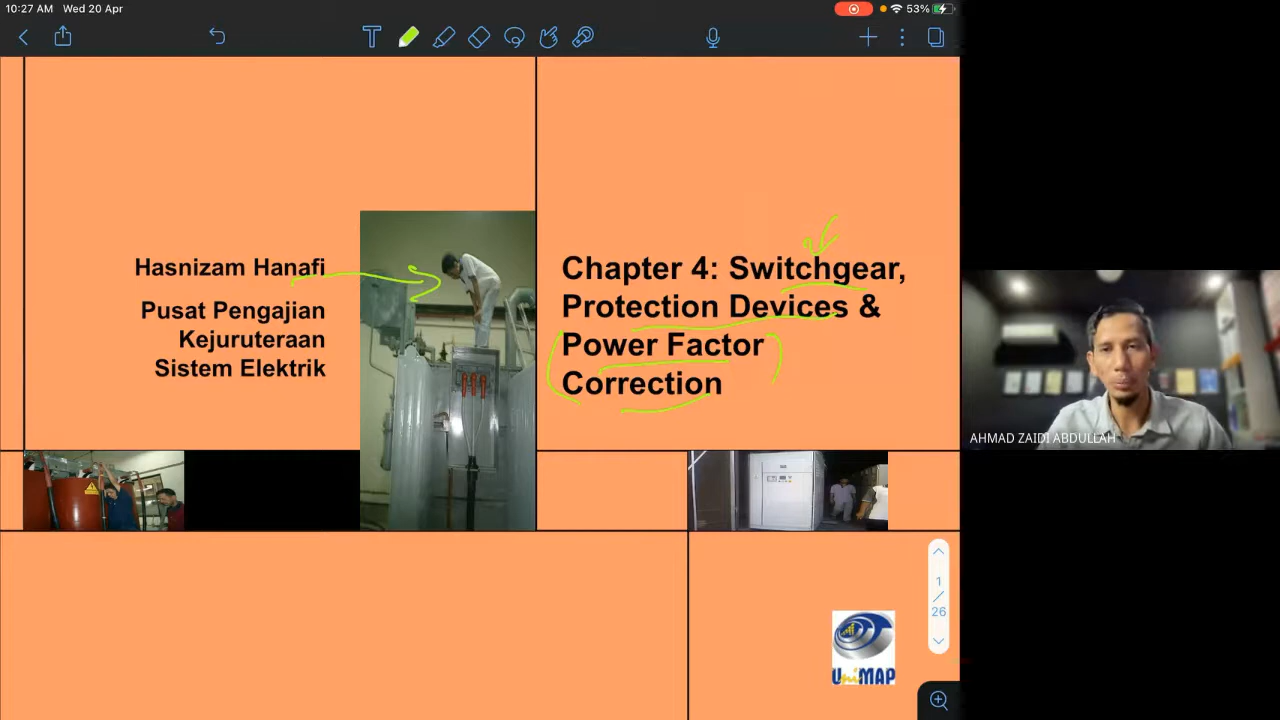 10:27 AM Wed 20 Apr
53%
T
Hasnizam Hanafi
Pusat Pengajian
Kejuruteraan
Sistem Elektrik
Chapter 4: Switchgear,
Protection Devices &
Power Factor
Correction
AHMAD ZAIDI ABDULLAH
1
/
26
UniMAP